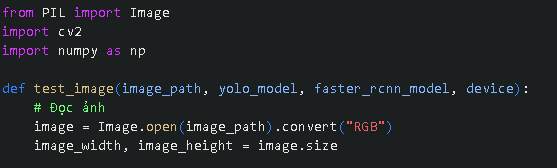 from PIL import Image
import cv2
import numpy as np

def test_image(image_path, yolo_model, faster_rcnn_model, device):
    # Đọc ảnh
    image = Image.open(image_path).convert("RGB")
    image_width, image_height = image.size